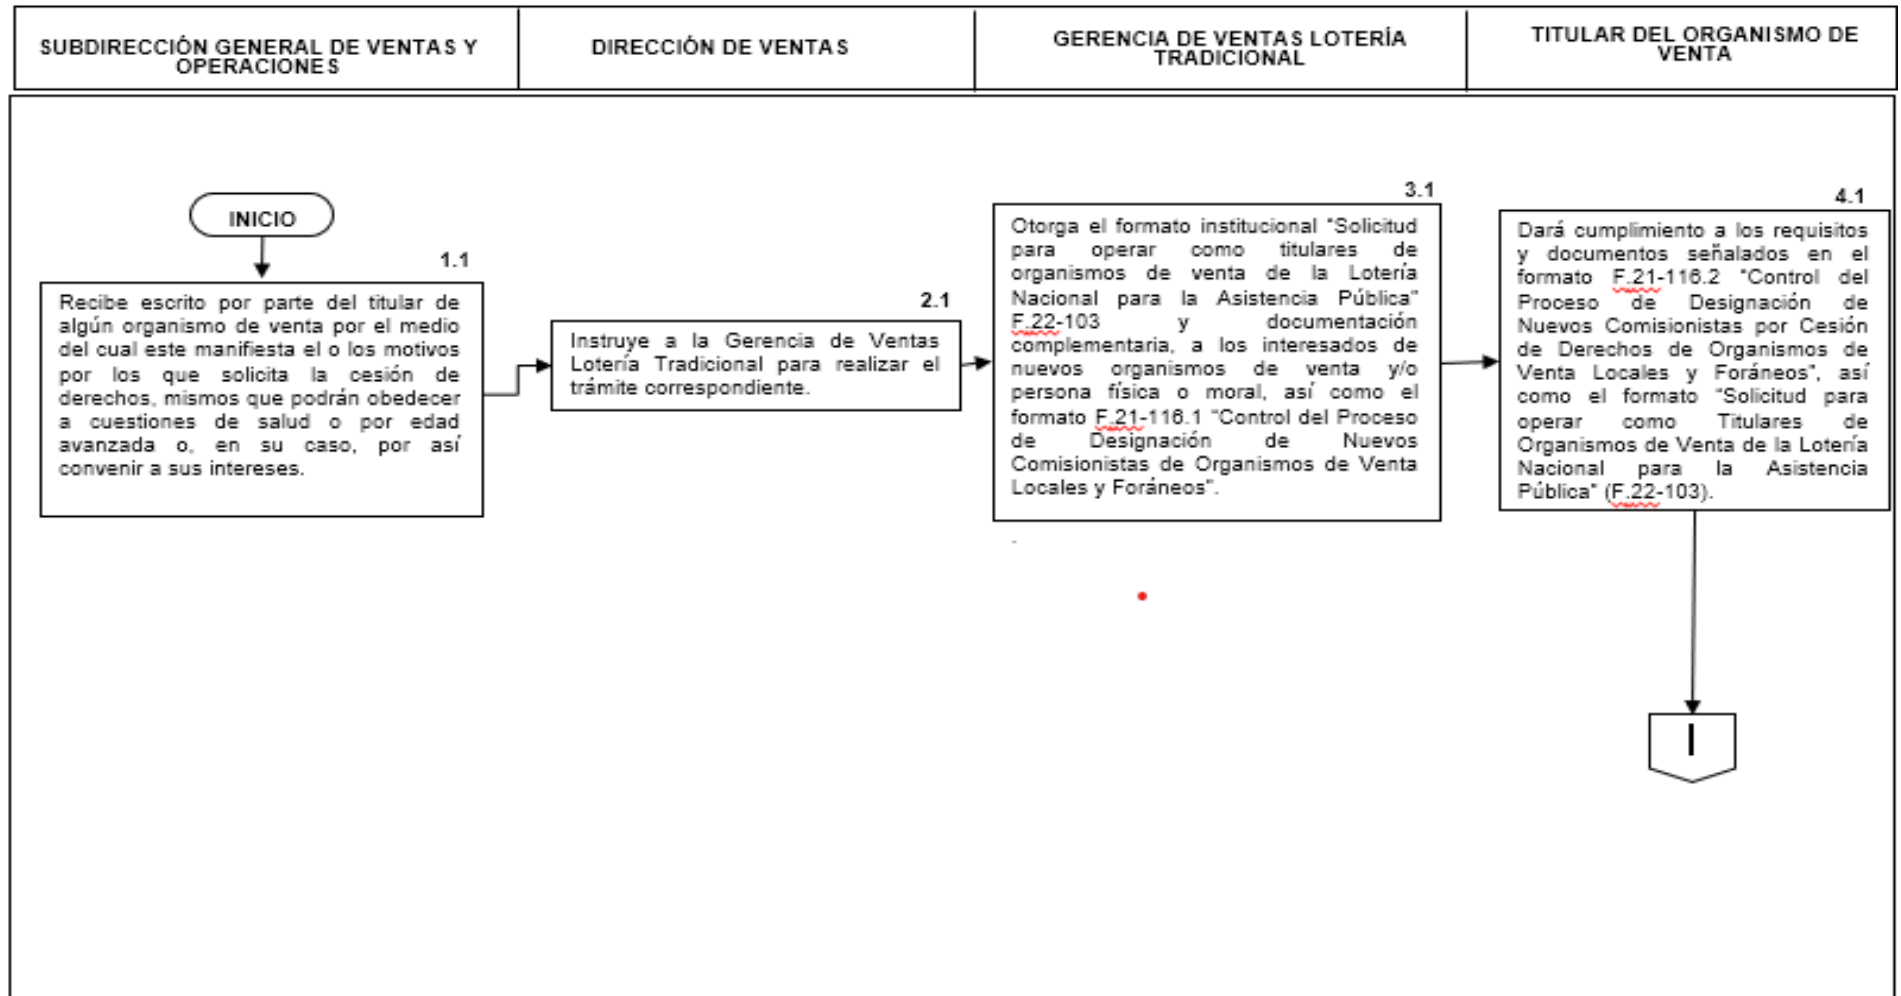 SUBDIRECCIÓN GENERAL DE VENTAS Y
OPERACIONES
DIRECCIÓN DE VENTAS
GERENCIA DE VENTAS LOTERÍA
TRADICIONAL
TITULAR DEL ORGANISMO DE
VENTA
INICIO
1.1
Recibe escrito por parte del titular de
algún organismo de venta por el medio
del cual este manifiesta el o los motivos
por los que solicita la cesión de
derechos, mismos que podrán obedecer
a cuestiones de salud o por edad
avanzada o, en su caso, por así
convenir a sus intereses.
2.1
Instruye a la Gerencia de Ventas
Lotería Tradicional para realizar el
trámite correspondiente.
3.1
Otorga el formato institucional "Solicitud
para operar como titulares de
organismos de venta de la Lotería
Nacional para la Asistencia Pública"
F.22-103 y documentación
complementaria, a los interesados de
nuevos organismos de venta y/o
persona física o moral, así como el
formato F.21-116.1 "Control del Proceso
de Designación de Nuevos
Comisionistas de Organismos de Venta
Locales y Foráneos".
4.1
Dará cumplimiento a los requisitos
y documentos señalados en el
formato F.21-116.2 "Control del
Proceso de Designación de
Nuevos Comisionistas por Cesión
de Derechos de Organismos de
Venta Locales y Foráneos", así
como el formato "Solicitud para
operar como Titulares de
Organismos de Venta de la Lotería
Nacional para la Asistencia
Pública" (F.22-103).
I